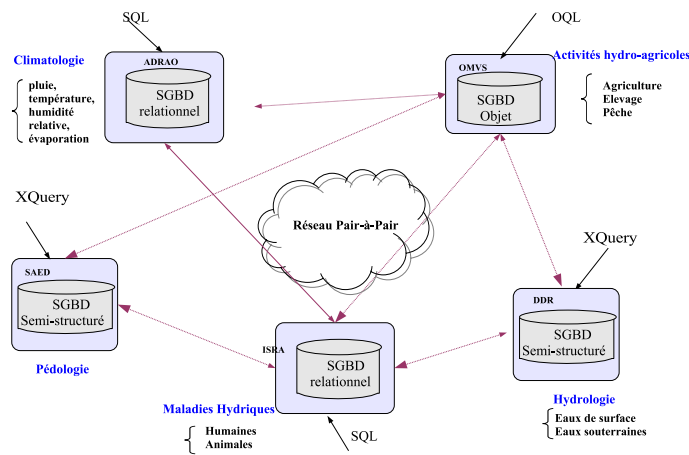 SQL
Climatologie
ADRAO
SGBD
relationnel
pluie,
température,
humidité
relative,
évaporation
OQL
Activités hydro-agricoles
OMVS
SGBD
Objet
Agriculture
Elevage
Pêche
XQuery
SAED
SGBD
Semi-structuré
Pédologie
Réseau Pair-à-Pair
XQuery
DDR
SGBD
Semi-structuré
Hydrologie
Eaux de surface
Eaux souterraines
ISRA
SGBD
relationnel
Maladies Hydriques
Humaines
Animales
SQL